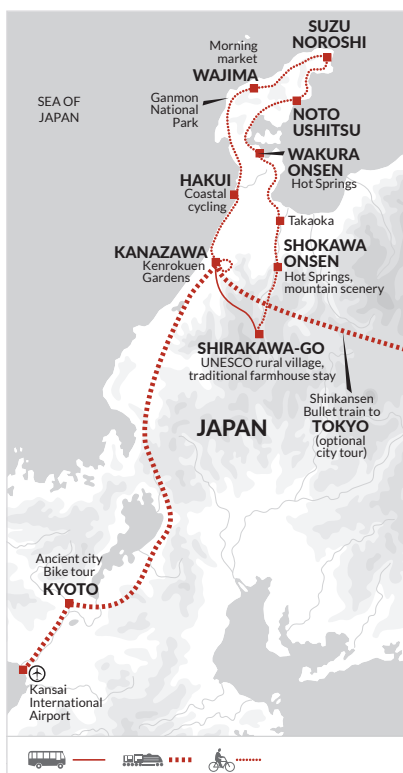 SUZU
NOROSHI
Morning
market
WAJIMA
SEA OF
JAPAN
Ganmon
National
Park
NOTO
USHITSU
WAKURA
ONSEN
Hot Springs
HAKUI
Coastal
cycling
Takaoka
KANAZAWA
Kenrokuen
Gardens
SHOKAWA
ONSEN
Hot Springs,
mountain scenery
SHIRAKAWA-GO
UNESCO rural village,
traditional farmhouse stay
JAPAN
Shinkansen
Bullet train to
TOKYO
(optional
city tour)
Ancient city
Bike tour
KYOTO
Kansai
International
Airport